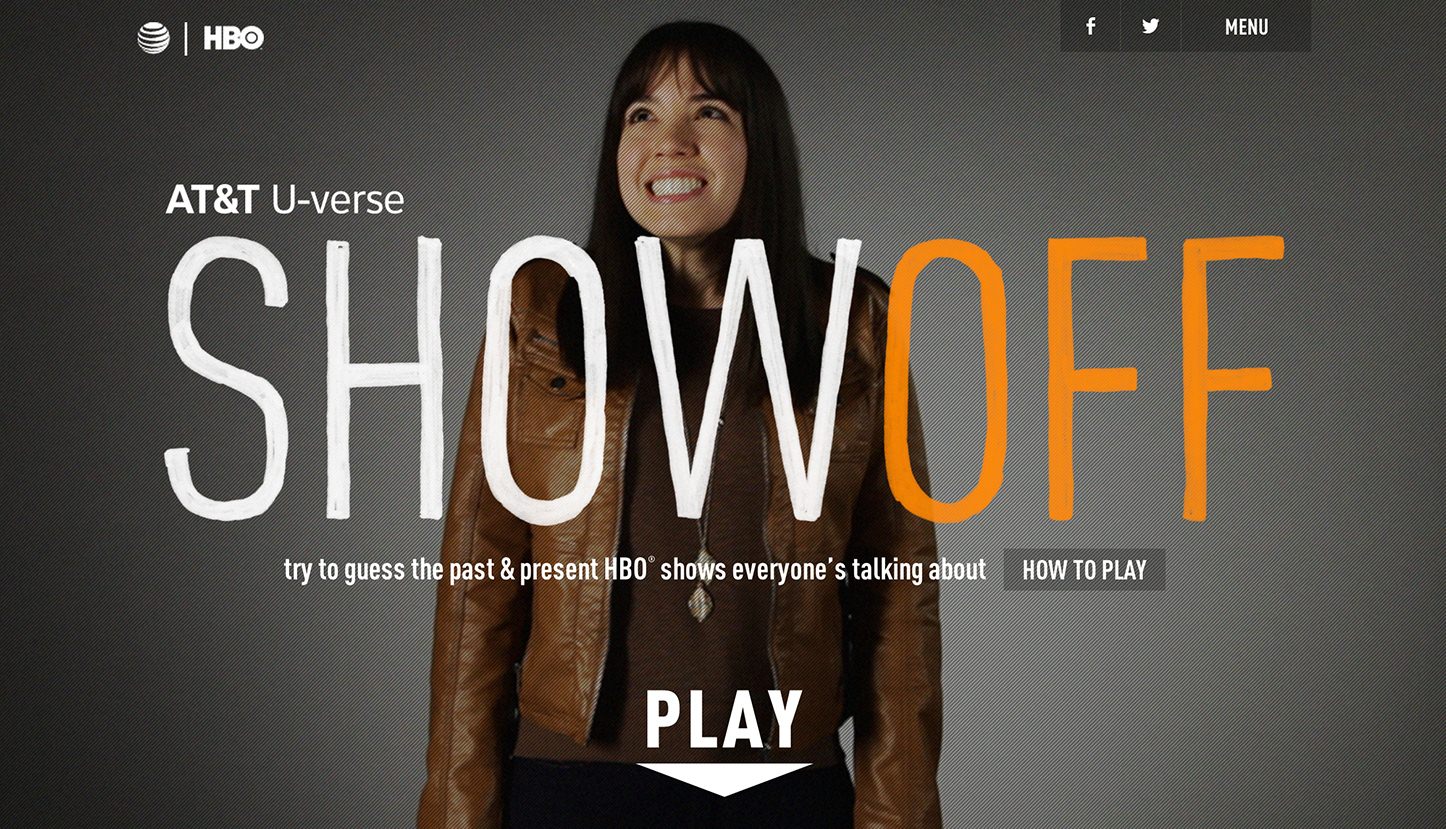 HBO
f
MENU
AT&T U-verse
SHOWOFF
try to guess the past & present HBO® shows everyone's talking about
HOW TO PLAY
PLAY